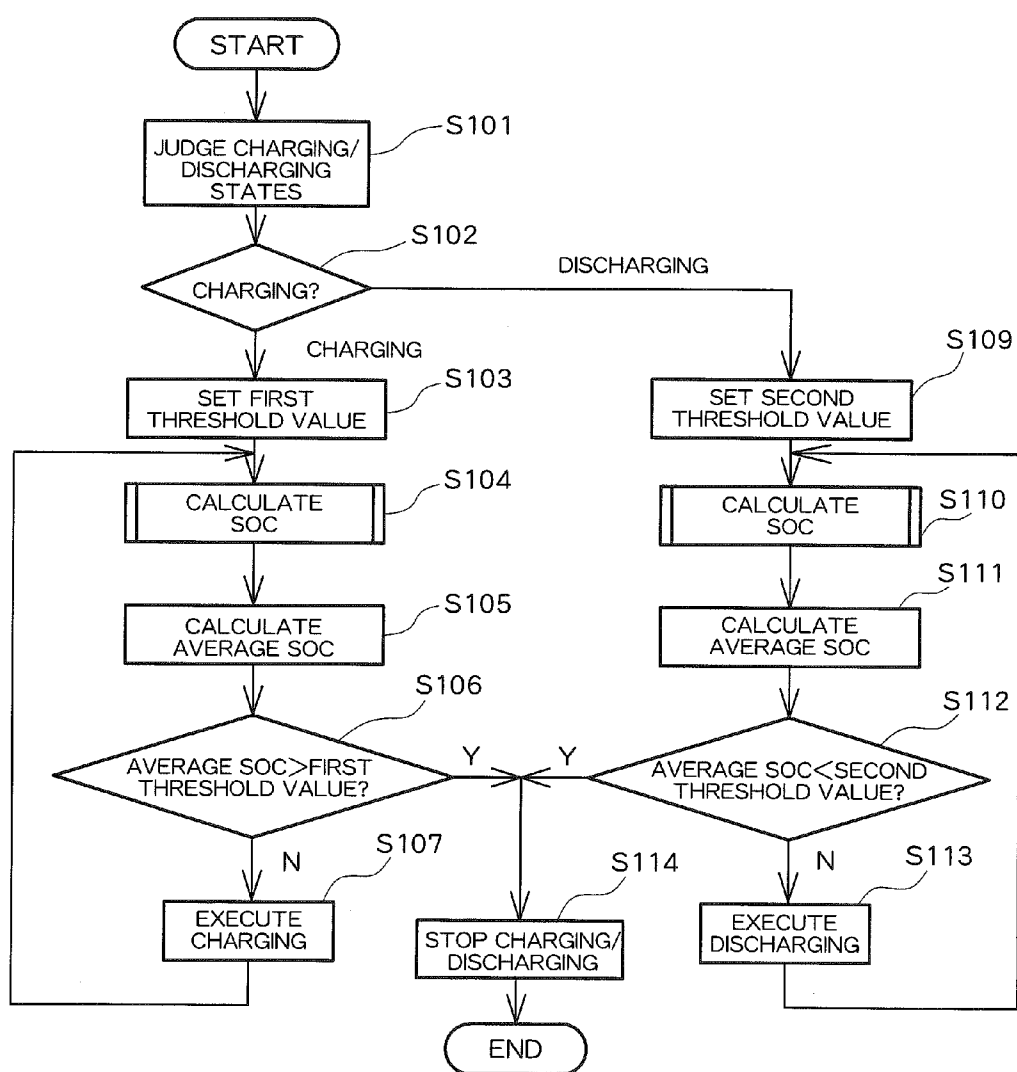 START
S101
JUDGE CHARGING/
DISCHARGING
STATES
S102
CHARGING?
DISCHARGING
CHARGING
S103
SET FIRST
THRESHOLD VALUE
S109
SET SECOND
THRESHOLD VALUE
S104
CALCULATE
SOC
S110
CALCULATE
SOC
S105
CALCULATE
AVERAGE SOC
S111
CALCULATE
AVERAGE SOC
S106
AVERAGE SOC>FIRST
THRESHOLD VALUE?
Y
Y
S112
AVERAGE SOC<SECOND
THRESHOLD VALUE?
N
S107
EXECUTE
CHARGING
S114
STOP CHARGING/
DISCHARGING
N
S113
EXECUTE
DISCHARGING
END